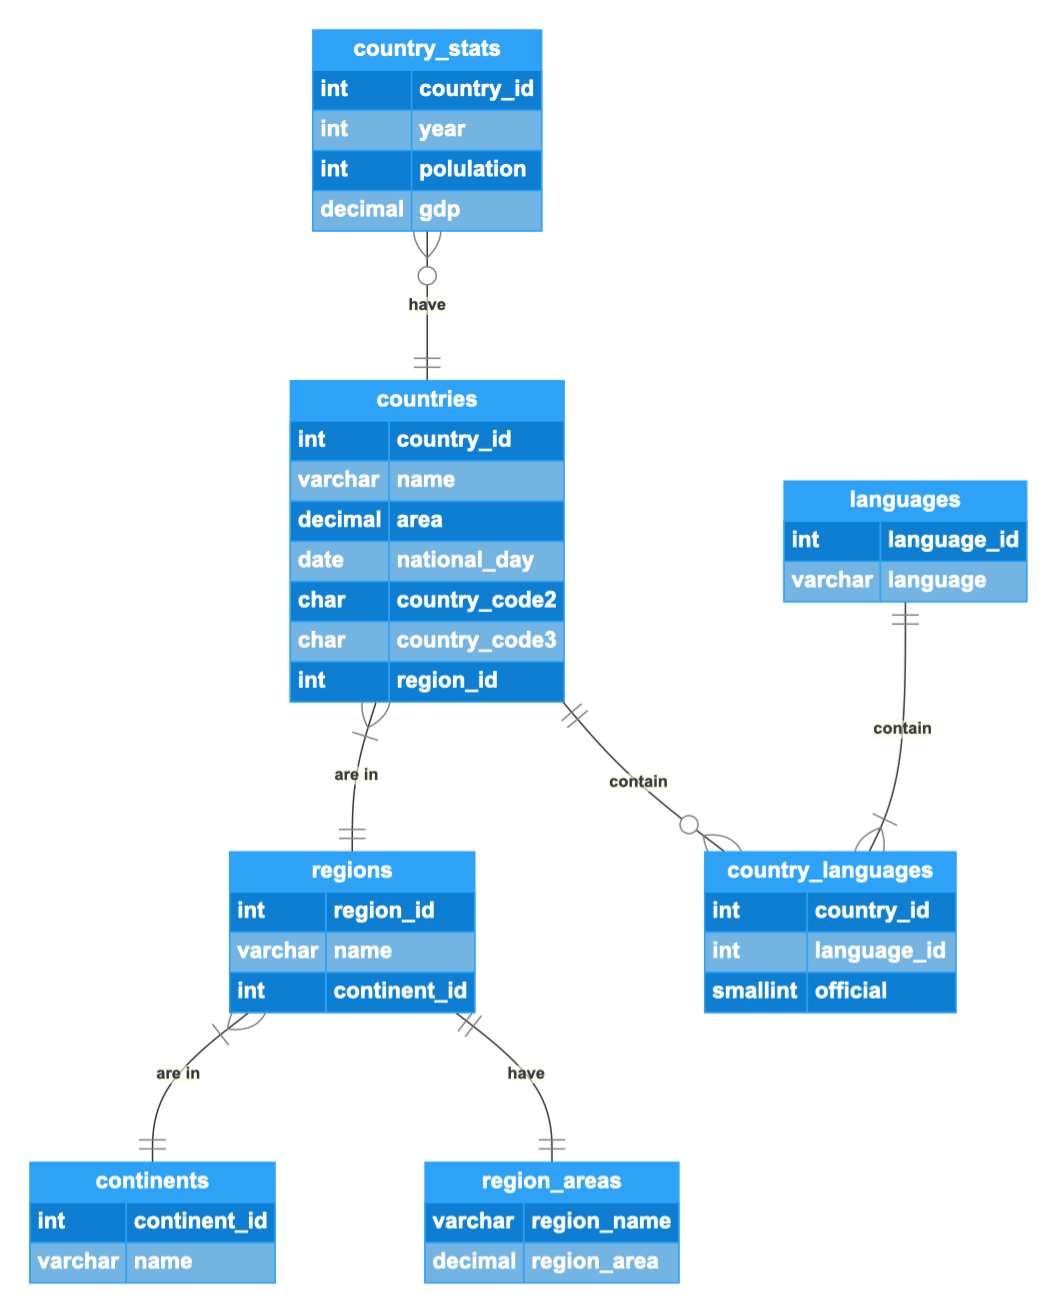 country_stats
int country_id
int year
int polulation
decimal gdp
have
countries
int country_id
varchar name
decimal area
date national_day
char country_code2
char country_code3
int region_id
languages
int language_id
varchar language
contain
are in
contain
regions
int region_id
varchar name
int continent_id
country_languages
int country_id
int language_id
smallint official
are in
have
continents
int continent_id
varchar name
region_areas
varchar region_name
decimal region_area